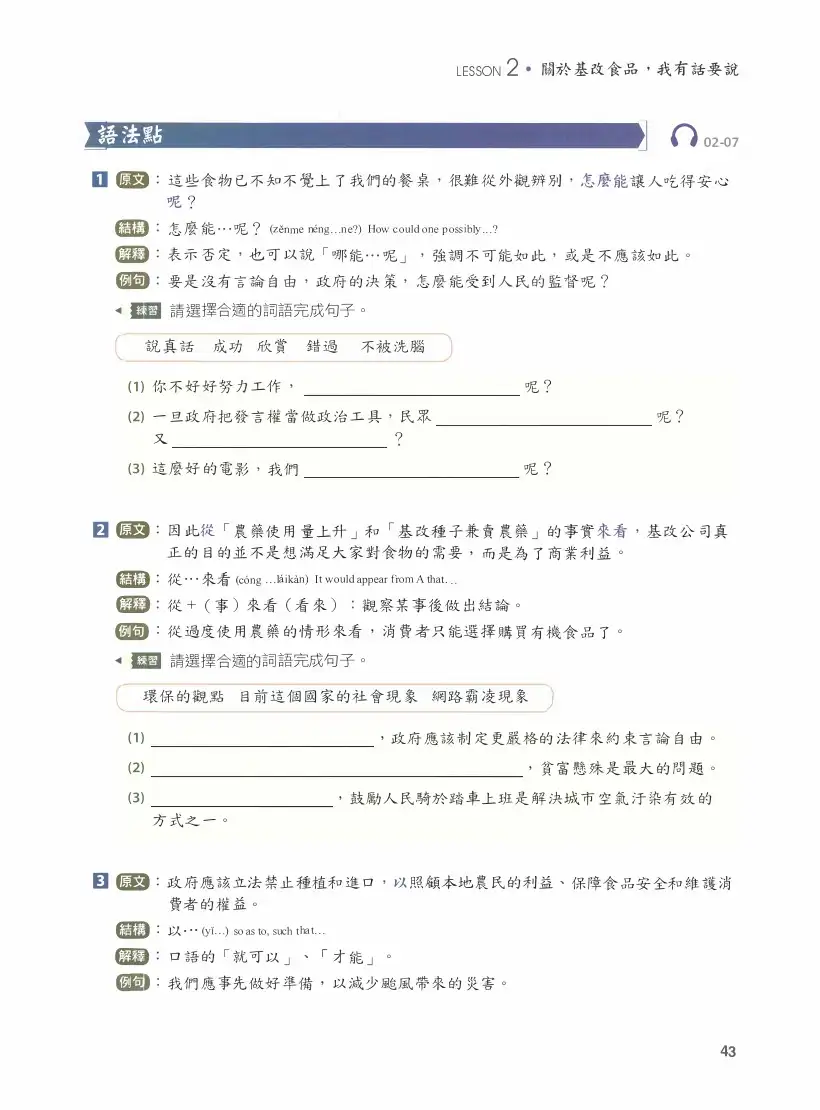 LESSON 2 • 關於基改食品，我有話要說
語法點
02-07
1 原文：這些食物已不知不覺上了我們的餐桌，很難從外觀辨別，怎麼能讓人吃得安心
呢？
結構：怎麼能…呢？ (zěnme néng…ne?) How could one possibly…?
解釋：表示否定，也可以說「哪能…呢」，強調不可能如此，或是不應該如此。
例句：要是沒有言論自由，政府的決策，怎麼能受到人民的監督呢？
練習 請選擇合適的詞語完成句子。
說真話 成功 欣賞 錯過 不被洗腦
(1) 你不好好努力工作，＿＿＿＿＿＿＿＿呢？
(2) 一旦政府把發言權當做政治工具，民眾＿＿＿＿＿＿＿＿呢？
又＿＿＿＿＿＿＿＿？
(3) 這麼好的電影，我們＿＿＿＿＿＿＿＿呢？
2 原文：因此從「農藥使用量上升」和「基改種子兼賣農藥」的事實來看，基改公司真
正的目的並不是想滿足大家對食物的需要，而是為了商業利益。
結構：從…來看 (cóng …láikàn) It would appear from A that…
解釋：從＋（事）來看（看來）：觀察某事後做出結論。
例句：從過度使用農藥的情形來看，消費者只能選擇購買有機食品了。
練習 請選擇合適的詞語完成句子。
環保的觀點 目前這個國家的社會現象 網路霸凌現象
(1) ＿＿＿＿＿＿＿＿，政府應該制定更嚴格的法律來約束言論自由。
(2) ＿＿＿＿＿＿＿＿＿＿＿＿，貧富懸殊是最大的問題。
(3) ＿＿＿＿＿＿＿，鼓勵人民騎腳踏車上班是解決城市空氣汙染有效的
方式之一。
3 原文：政府應該立法禁止種植和進口，以照顧本地農民的利益、保障食品安全和維護消
費者的權益。
結構：以… (yǐ…) so as to, such that…
解釋：口語的「就可以」、「才能」。
例句：我們應事先做好準備，以減少颱風帶來的災害。
43